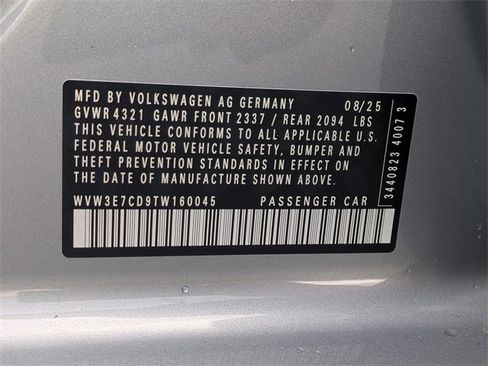 MFD BY VOLKSWAGEN AG GERMANY 08/25
GVWR 4321 GAWR FRONT 2337 / REAR 2094 LBS
THIS VEHICLE CONFORMS TO ALL APPLICABLE U.S.
FEDERAL MOTOR VEHICLE SAFETY, BUMPER AND
THEFT PREVENTION STANDARDS IN EFFECT ON THE
DATE OF MANUFACTURE SHOWN ABOVE.
WVW3E7CD9TW160045 PASSENGER CAR
3440823 4007 3